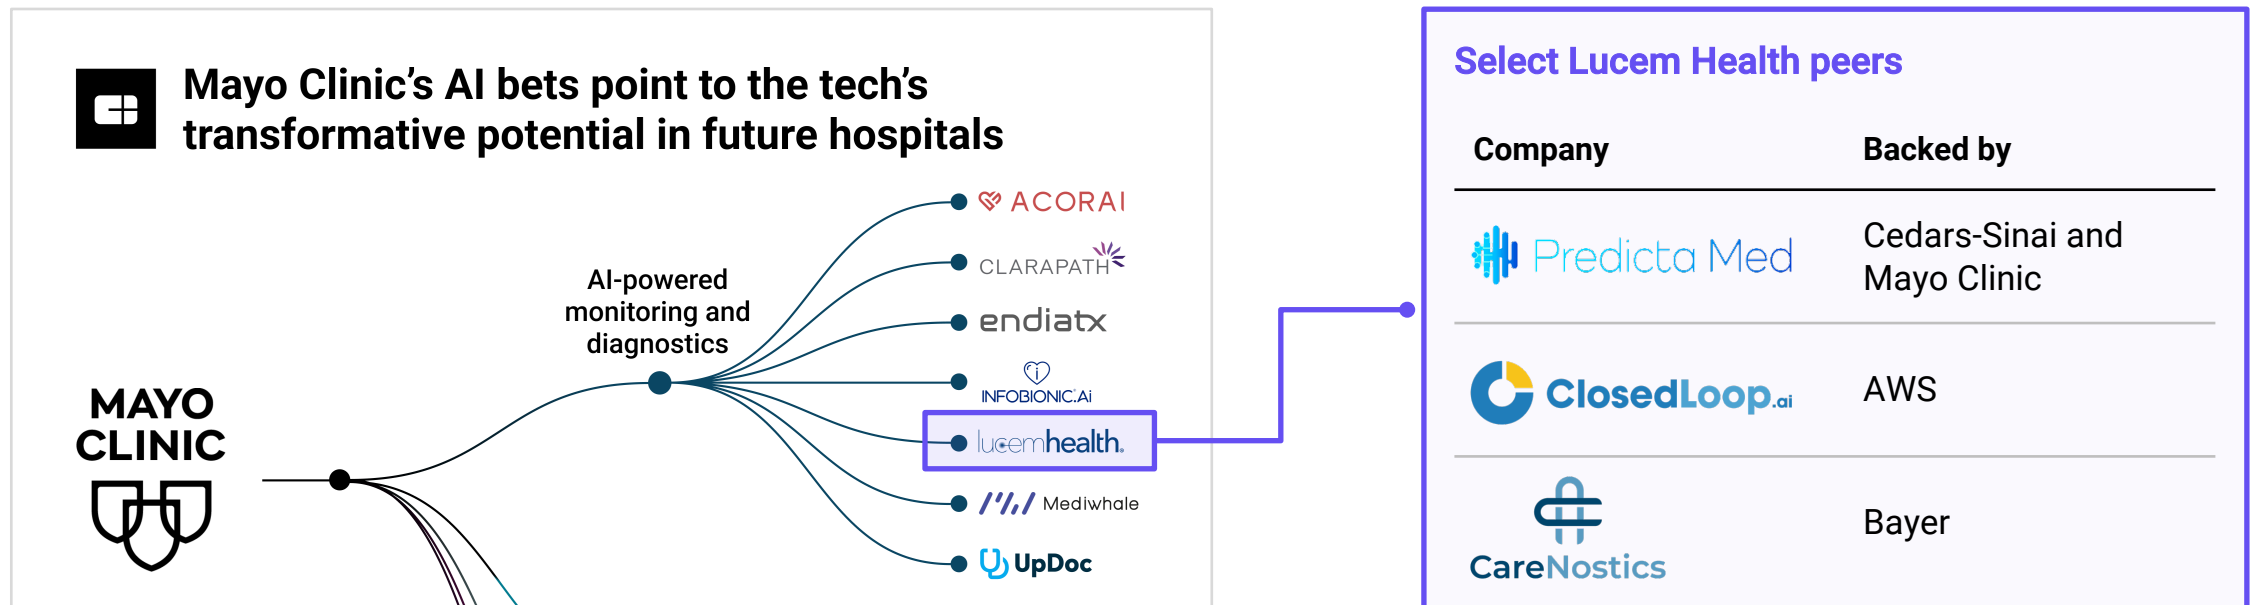 Mayo Clinic’s AI bets point to the tech’s
transformative potential in future hospitals
MAYO
CLINIC
AI-powered
monitoring and
diagnostics
ACORAI
CLARAPATH
endiatx
INFOBIONIC.Ai
lucemhealth.
Mediwhale
UpDoc
Select Lucem Health peers
Company Backed by
Predicta Med
Cedars-Sinai and
Mayo Clinic
ClosedLoop.ai
AWS
CareNostics
Bayer